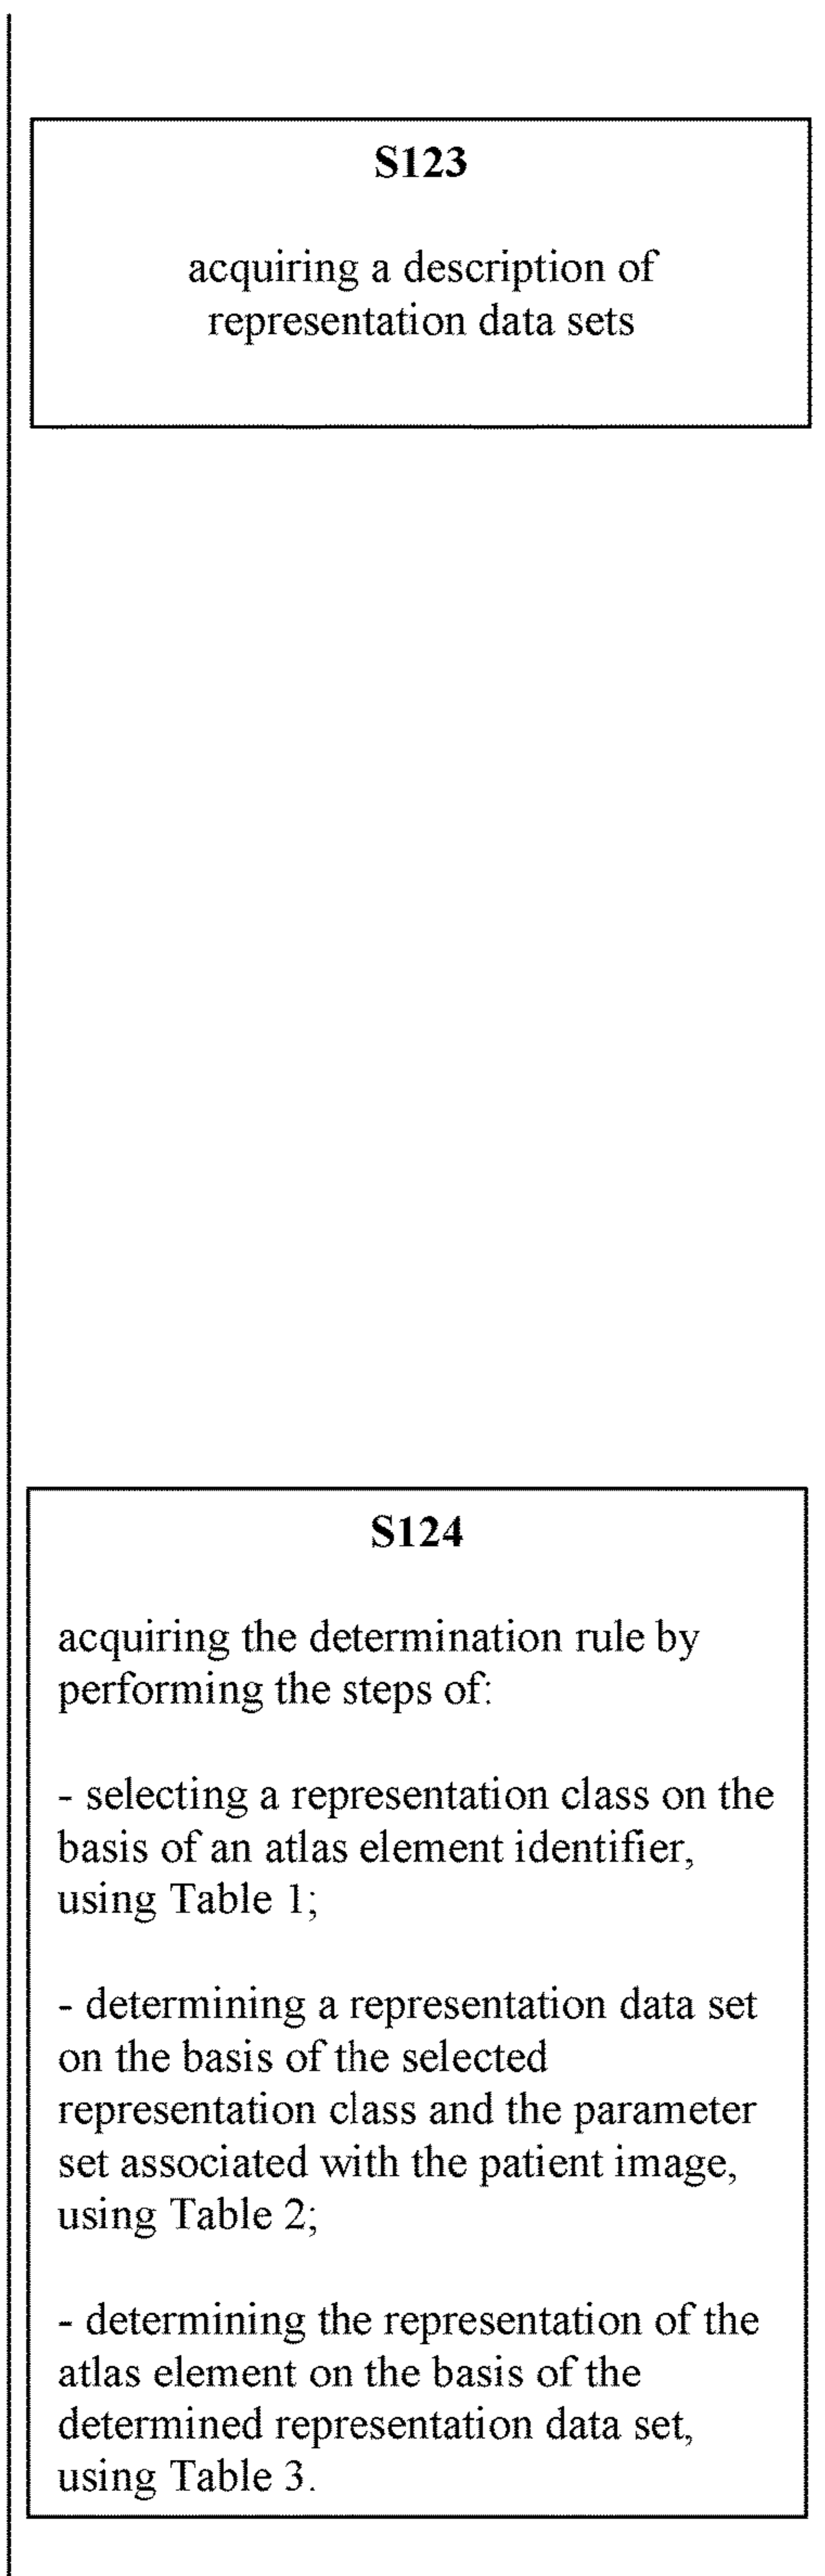 S123
acquiring a description of
representation data sets
S124
acquiring the determination rule by
performing the steps of:
- selecting a representation class on the
basis of an atlas element identifier,
using Table 1;
- determining a representation data set
on the basis of the selected
representation class and the parameter
set associated with the patient image,
using Table 2;
- determining the representation of the
atlas element on the basis of the
determined representation data set,
using Table 3.